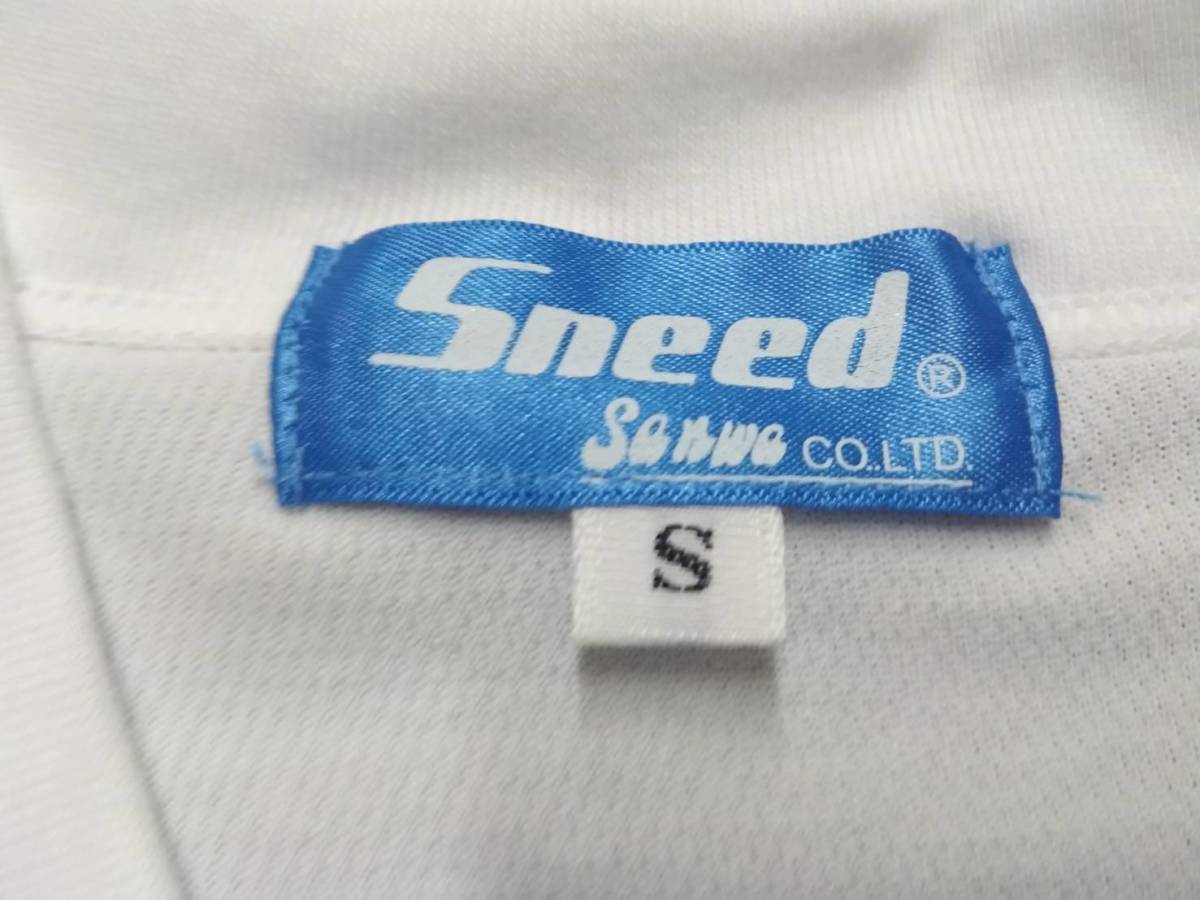 Sneed ®
Sanwa CO.,LTD.
S